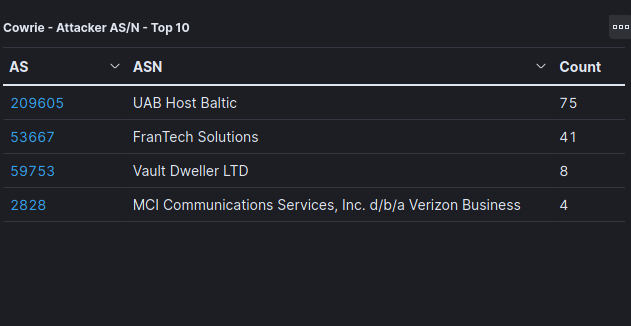 Cowrie - Attacker AS/N - Top 10
AS ASN Count
209605 UAB Host Baltic 75
53667 FranTech Solutions 41
59753 Vault Dweller LTD 8
2828 MCI Communications Services, Inc. d/b/a Verizon Business 4